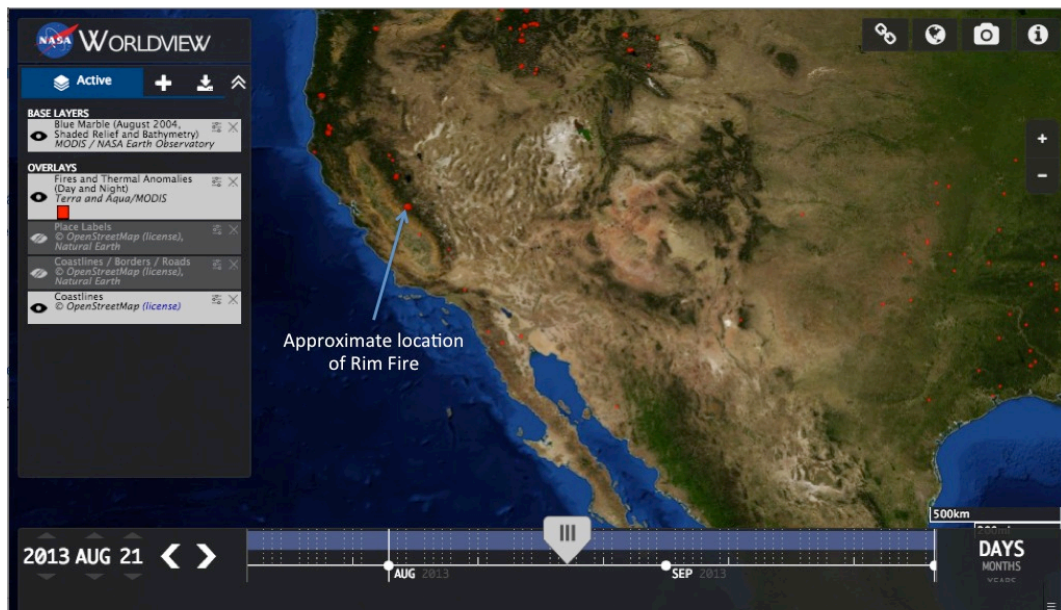 NASA WORLDVIEW
Active
BASE LAYERS
Blue Marble (August 2004,
Shaded Relief and Bathymetry)
MODIS / NASA Earth Observatory
OVERLAYS
Fires and Thermal Anomalies
(Day and Night)
Terra and Aqua/MODIS
Place Labels
© OpenStreetMap (license),
Natural Earth
Coastlines / Borders / Roads
© OpenStreetMap (license),
Natural Earth
Coastlines
© OpenStreetMap (license)
Approximate location
of Rim Fire
500km
2013 AUG 21
AUG 2013
SEP 2013
DAYS
MONTHS